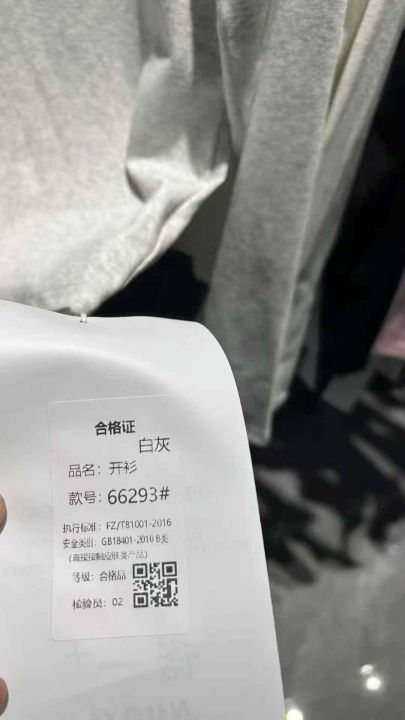 合格证
白灰
品名：开衫
款号：66293#
执行标准：FZ/T81001-2016
安全类别：GB18401-2010 B类
（直接接触皮肤类产品）
等级：合格品
检验员：02